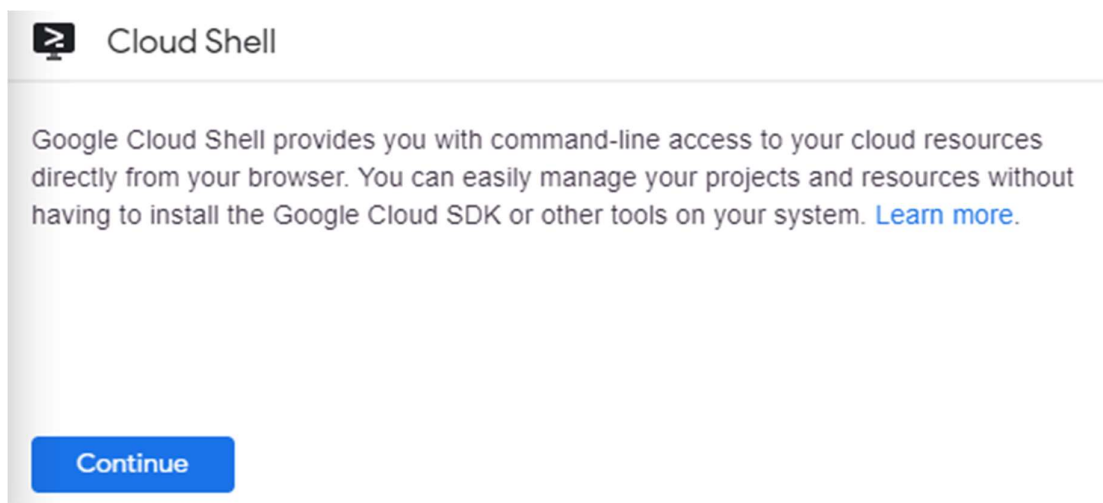 Cloud Shell
Google Cloud Shell provides you with command-line access to your cloud resources
directly from your browser. You can easily manage your projects and resources without
having to install the Google Cloud SDK or other tools on your system. Learn more.
Continue